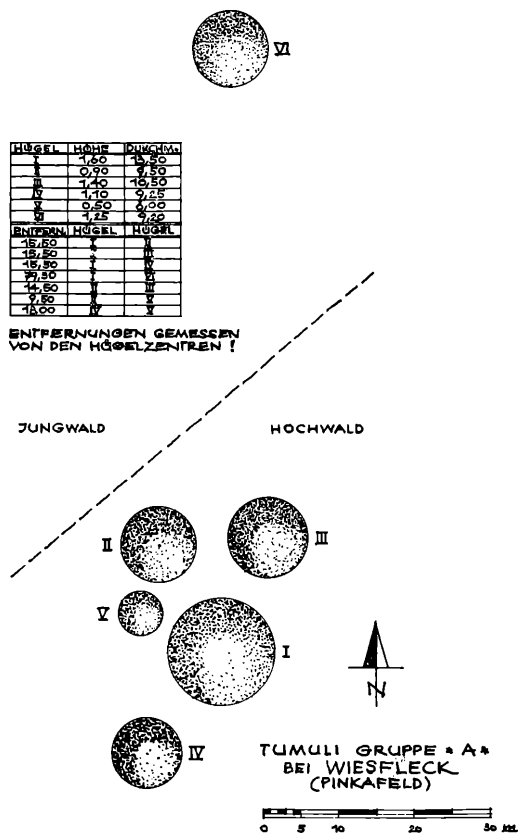 VI
HÜGEL HÖHE DURCHM.
I 1,60 13,50
II 0,90 9,50
III 1,40 10,50
IV 1,10 9,25
V 0,50 6,00
VI 1,25 9,20
ENTFERN. HÜGEL HÜGEL
15,50 I II
15,50 I III
15,50 I IV
79,50 I VI
14,50 II III
9,50 II V
18,00 IV V
ENTFERNUNGEN GEMESSEN
VON DEN HÜGELZENTREN !
JUNGWALD HOCHWALD
II III
V
I
N
IV
TUMULI GRUPPE * A *
BEI WIESFLECK
(PINKAFELD)
0 5 10 20 30 m